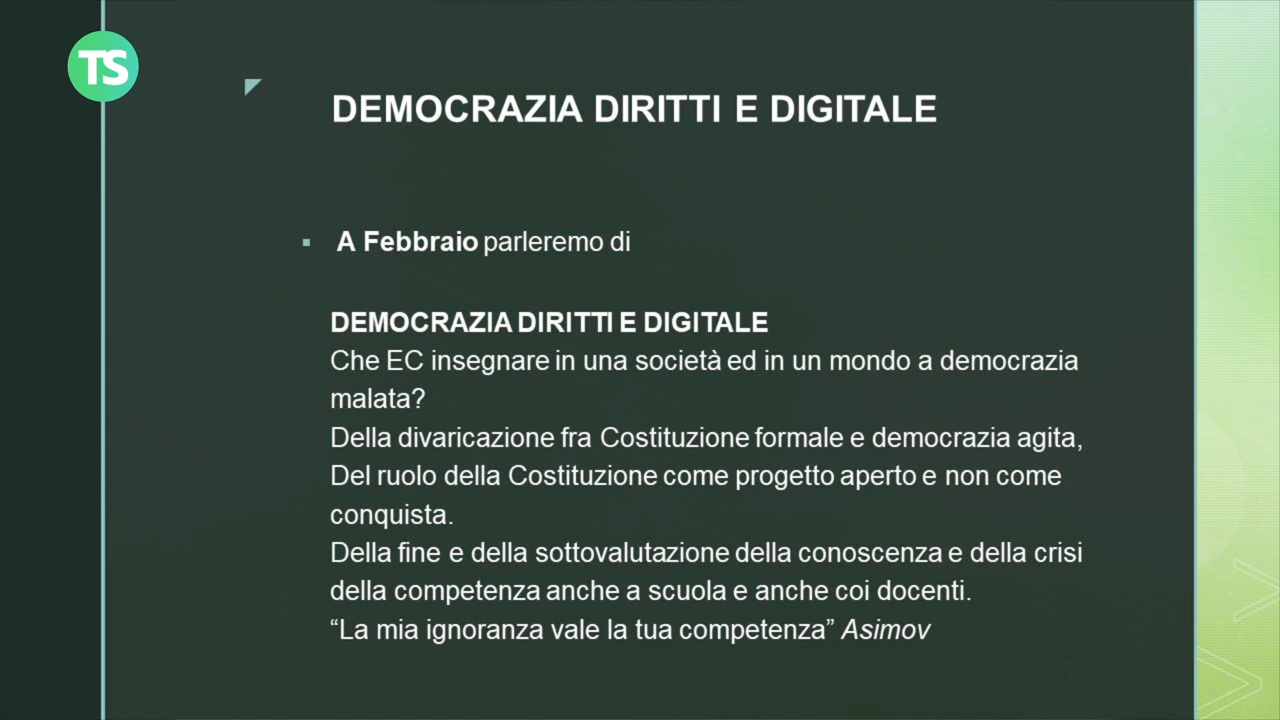 TS
DEMOCRAZIA DIRITTI E DIGITALE
▪ A Febbraio parleremo di
DEMOCRAZIA DIRITTI E DIGITALE
Che EC insegnare in una società ed in un mondo a democrazia
malata?
Della divaricazione fra Costituzione formale e democrazia agita,
Del ruolo della Costituzione come progetto aperto e non come
conquista.
Della fine e della sottovalutazione della conoscenza e della crisi
della competenza anche a scuola e anche coi docenti.
“La mia ignoranza vale la tua competenza” Asimov